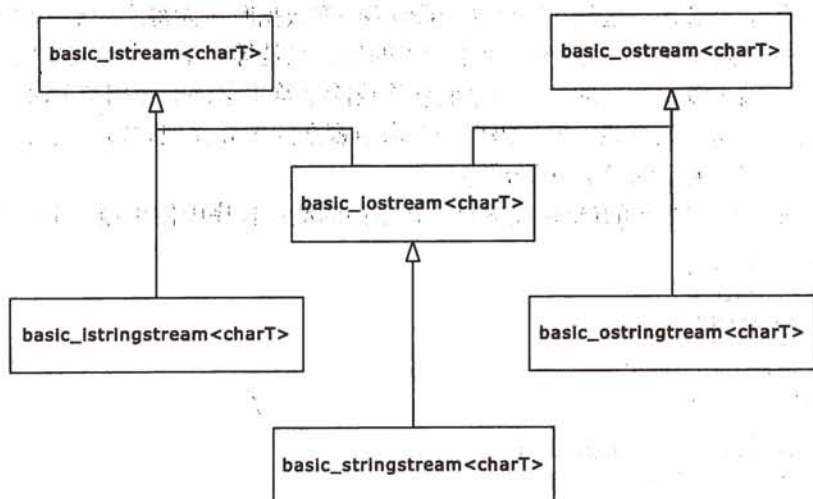 basic_istream<charT>
basic_ostream<charT>
basic_iostream<charT>
basic_istringstream<charT>
basic_ostringtream<charT>
basic_stringstream<charT>